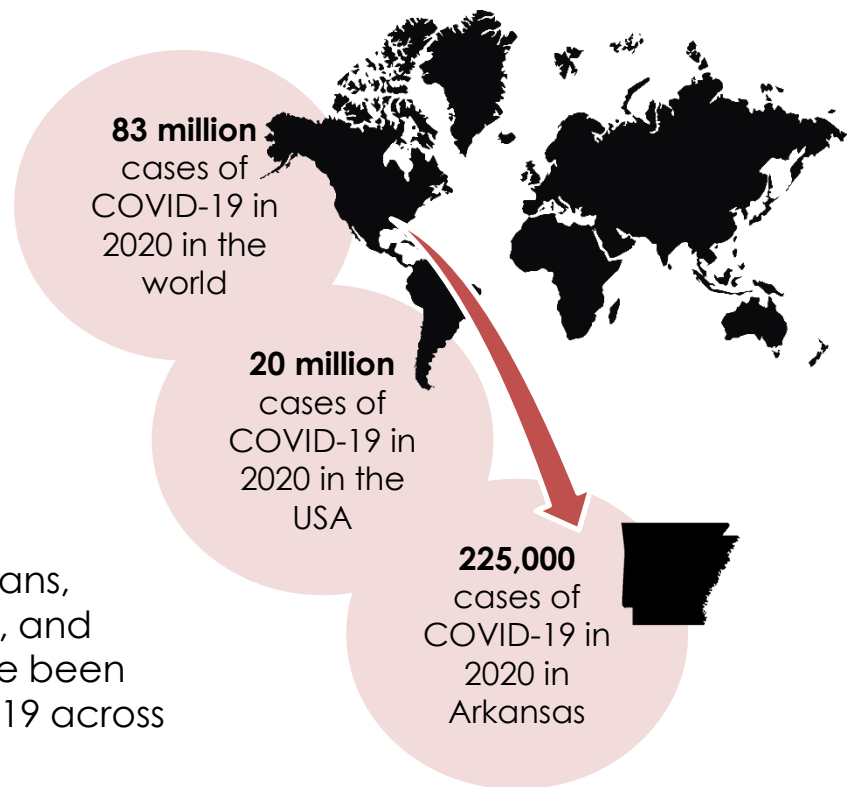 83 million
cases of
COVID-19 in
2020 in the
world
20 million
cases of
COVID-19 in
2020 in the
USA
225,000
cases of
COVID-19 in
2020 in
Arkansas
, and
been
19 across